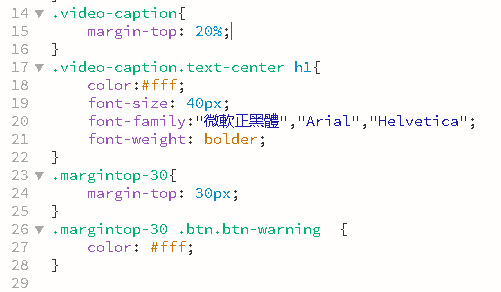 14 .video-caption{
15 margin-top: 20%;
16 }
17 .video-caption.text-center h1{
18 color:#fff;
19 font-size: 40px;
20 font-family:"微軟正黑體","Arial","Helvetica";
21 font-weight: bolder;
22 }
23 .margintop-30{
24 margin-top: 30px;
25 }
26 .margintop-30 .btn.btn-warning {
27 color: #fff;
28 }
29